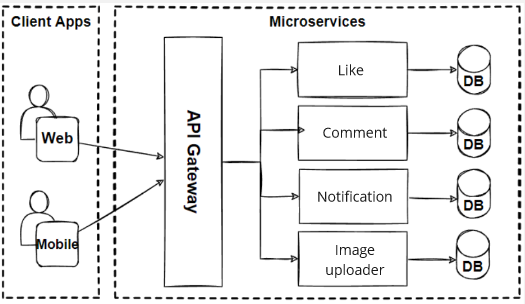 Client Apps
Microservices
Web
Mobile
API Gateway
Like
DB
Comment
DB
Notification
DB
Image
uploader
DB